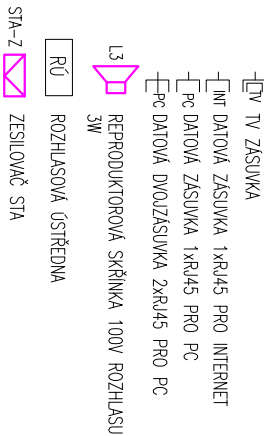 TV TV ZÁSUVKA
INT DATOVÁ ZÁSUVKA 1xRJ45 PRO INTERNET
PC DATOVÁ ZÁSUVKA 1xRJ45 PRO PC
PC DATOVÁ DVOJZÁSUVKA 2xRJ45 PRO PC
L3 REPRODUKTOROVÁ SKŘÍNKA 100V ROZHLASU
3W
RÚ ROZHLASOVÁ ÚSTŘEDNA
STA-Z ZESILOVAČ STA